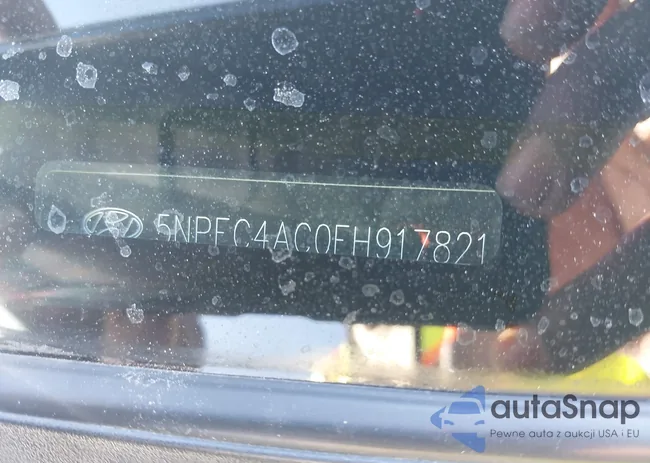 5NPEC4AC0EH917821
autaSnap
Pewne auta z aukcji USA i EU